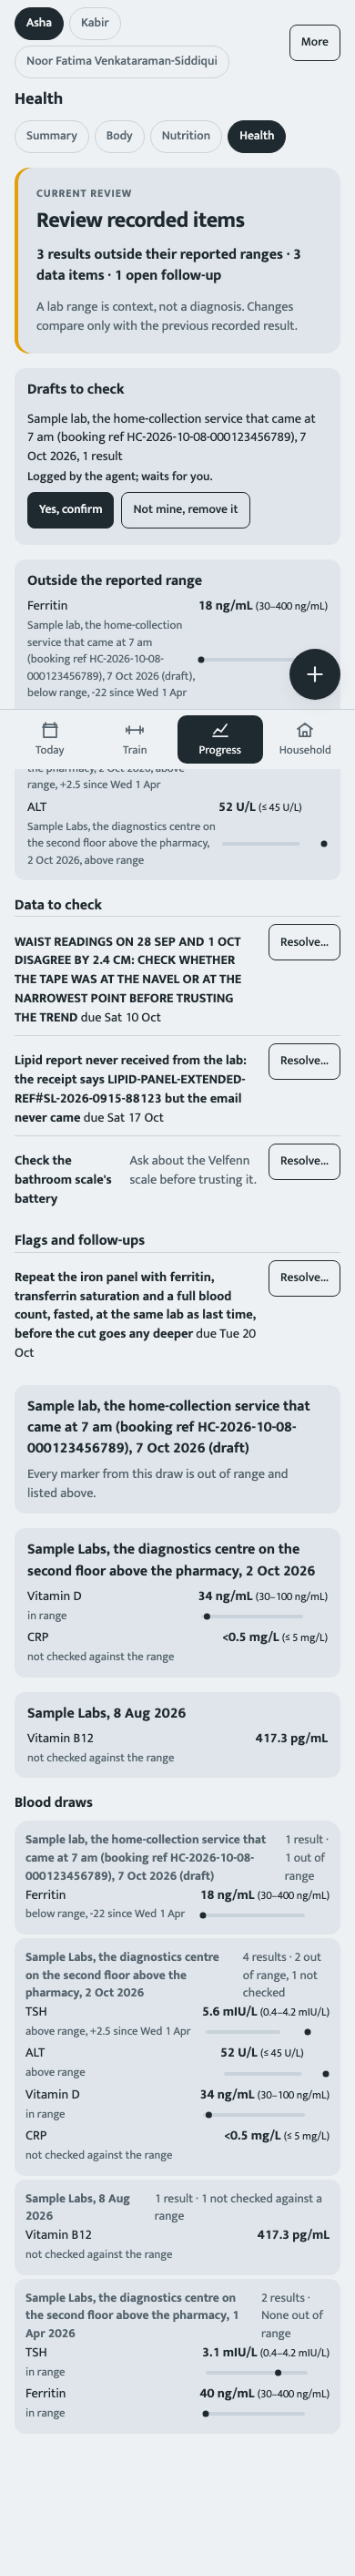 Asha
Kabir
Noor Fatima Venkataraman-Siddiqui
More
Health
Summary
Body
Nutrition
Health
CURRENT REVIEW
Review recorded items
3 results outside their reported ranges · 3
data items · 1 open follow-up
A lab range is context, not a diagnosis. Changes
compare only with the previous recorded result.
Drafts to check
Sample lab, the home-collection service that came at
7 am (booking ref HC-2026-10-08-000123456789), 7
Oct 2026, 1 result
Logged by the agent; waits for you.
Yes, confirm
Not mine, remove it
Outside the reported range
Ferritin
18 ng/mL (30–400 ng/mL)
Sample lab, the home-collection
service that came at 7 am
(booking ref HC-2026-10-08-
000123456789), 7 Oct 2026 (draft),
below range, -22 since Wed 1 Apr
Today
Train
Progress
Household
the pharmacy, 2 Oct 2026, above
range, +2.5 since Wed 1 Apr
ALT
52 U/L (≤ 45 U/L)
Sample Labs, the diagnostics centre on
the second floor above the pharmacy,
2 Oct 2026, above range
Data to check
WAIST READINGS ON 28 SEP AND 1 OCT
DISAGREE BY 2.4 CM: CHECK WHETHER
THE TAPE WAS AT THE NAVEL OR AT THE
NARROWEST POINT BEFORE TRUSTING
THE TREND due Sat 10 Oct
Resolve...
Lipid report never received from the lab:
the receipt says LIPID-PANEL-EXTENDED-
REF#SL-2026-0915-88123 but the email
never came due Sat 17 Oct
Resolve...
Check the
bathroom scale's
battery
Ask about the Velfenn
scale before trusting it.
Resolve...
Flags and follow-ups
Repeat the iron panel with ferritin,
transferrin saturation and a full blood
count, fasted, at the same lab as last time,
before the cut goes any deeper due Tue 20
Oct
Resolve...
Sample lab, the home-collection service that
came at 7 am (booking ref HC-2026-10-08-
000123456789), 7 Oct 2026 (draft)
Every marker from this draw is out of range and
listed above.
Sample Labs, the diagnostics centre on the
second floor above the pharmacy, 2 Oct 2026
Vitamin D
34 ng/mL (30–100 ng/mL)
in range
CRP
<0.5 mg/L (≤ 5 mg/L)
not checked against the range
Sample Labs, 8 Aug 2026
Vitamin B12
417.3 pg/mL
not checked against the range
Blood draws
Sample lab, the home-collection service that
came at 7 am (booking ref HC-2026-10-08-
000123456789), 7 Oct 2026 (draft)
1 result ·
1 out of
range
Ferritin
18 ng/mL (30–400 ng/mL)
below range, -22 since Wed 1 Apr
Sample Labs, the diagnostics centre
on the second floor above the
pharmacy, 2 Oct 2026
4 results · 2 out
of range, 1 not
checked
TSH
5.6 mIU/L (0.4–4.2 mIU/L)
above range, +2.5 since Wed 1 Apr
ALT
52 U/L (≤ 45 U/L)
above range
Vitamin D
34 ng/mL (30–100 ng/mL)
in range
CRP
<0.5 mg/L (≤ 5 mg/L)
not checked against the range
Sample Labs, 8 Aug
2026
1 result · 1 not checked against a
range
Vitamin B12
417.3 pg/mL
not checked against the range
Sample Labs, the diagnostics centre on
the second floor above the pharmacy, 1
Apr 2026
2 results ·
None out of
range
TSH
3.1 mIU/L (0.4–4.2 mIU/L)
in range
Ferritin
40 ng/mL (30–400 ng/mL)
in range